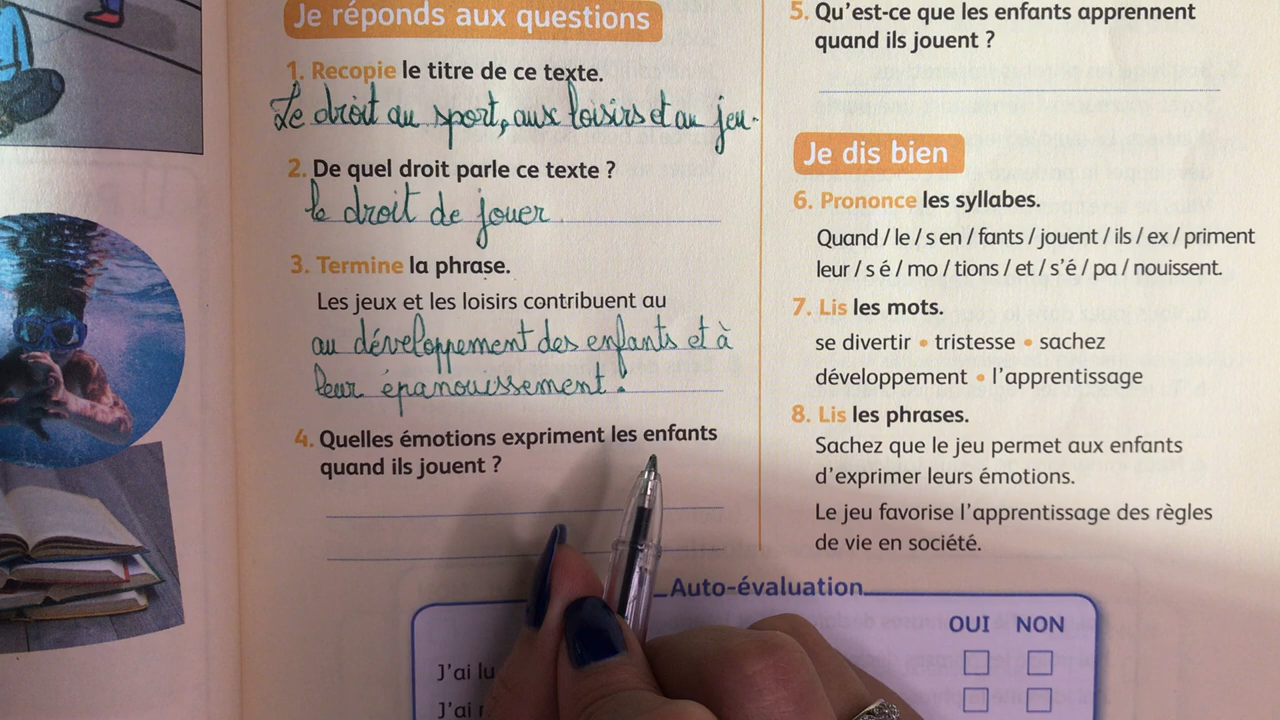 Je réponds aux questions
1. Recopie le titre de ce texte.
Le droit au sport, aux loisirs et au jeu.
2. De quel droit parle ce texte ?
le droit de jouer.
3. Termine la phrase.
Les jeux et les loisirs contribuent au
au développement des enfants et à
leur épanouissement.
4. Quelles émotions expriment les enfants
quand ils jouent ?
5. Qu'est-ce que les enfants apprennent
quand ils jouent ?
Je dis bien
6. Prononce les syllabes.
Quand / le / s en / fants / jouent / ils / ex / priment
leur / s é / mo / tions / et / s'é / pa / nouissent.
7. Lis les mots.
se divertir • tristesse • sachez
développement • l'apprentissage
8. Lis les phrases.
Sachez que le jeu permet aux enfants
d'exprimer leurs émotions.
Le jeu favorise l'apprentissage des règles
de vie en société.
Auto-évaluation
OUI NON
J'ai lu
J'ai